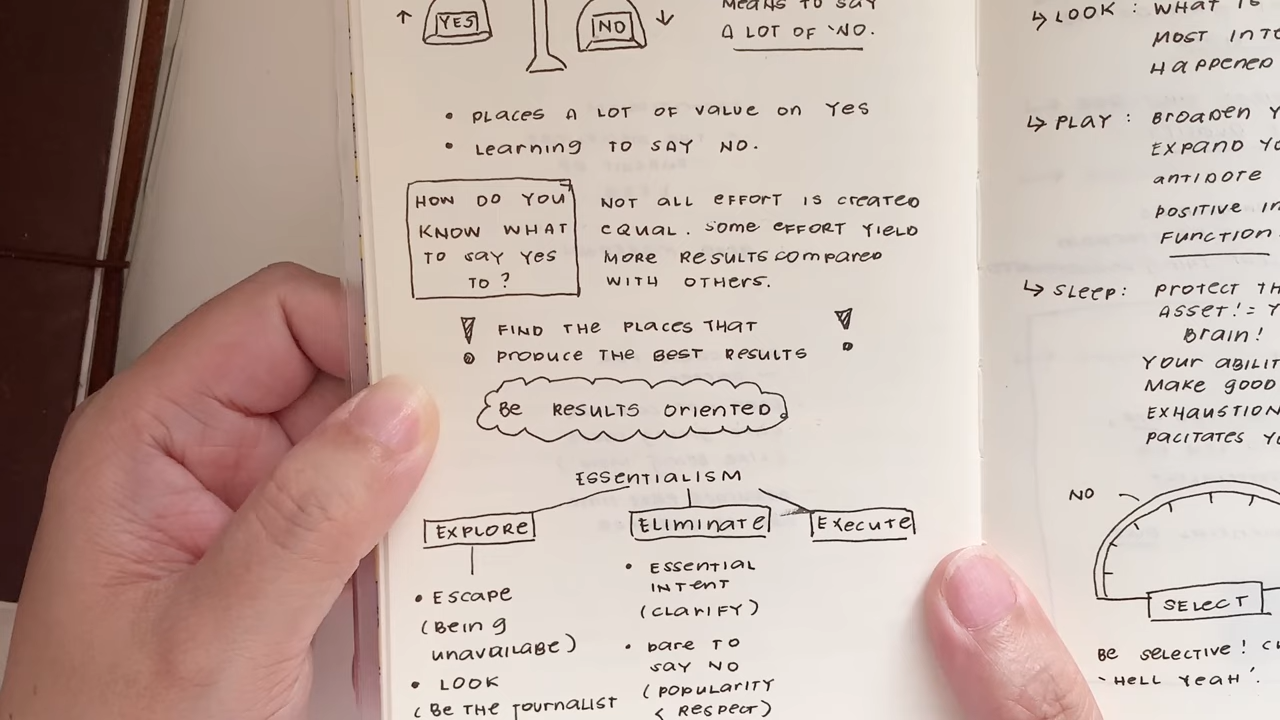 YES
NO
MEANS TO SAY
A LOT OF 'NO.
• PLACES A LOT OF VALUE ON YES
• LEARNING TO SAY NO.
HOW DO YOU
KNOW WHAT
TO SAY YES
TO?
NOT ALL EFFORT IS CREATED
EQUAL. SOME EFFORT YIELD
MORE RESULTS COMPARED
WITH OTHERS.
FIND THE PLACES THAT
PRODUCE THE BEST RESULTS
BE RESULTS ORIENTED
ESSENTIALISM
EXPLORE
ELIMINATE
EXECUTE
• ESCAPE
(BEING
UNAVAILABE)
• LOOK
(BE THE JOURNALIST
• ESSENTIAL
INTENT
(CLARIFY)
• DARE TO
SAY NO
(POPULARITY
< RESPECT)
↳ LOOK : WHAT IS
MOST INTE
HAPPENED
↳ PLAY : BROADEN Y
EXPAND YO
ANTIDOTE
POSITIVE IN
FUNCTION.
↳ SLEEP: PROTECT TH
ASSET! = Y
BRAIN!
YOUR ABILIT
MAKE GOOD
EXHAUSTION
PACITATES YO
NO
SELECT
BE SELECTIVE! CH
'HELL YEAH'.